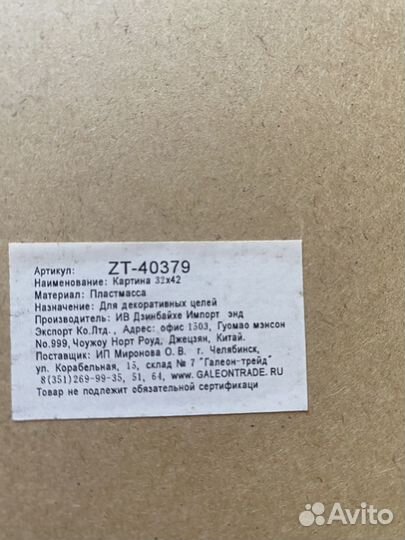 Артикул: ZT-40379
Наименование: Картина 32х42
Материал: Пластмасса
Назначение: Для декоративных целей
Производитель: ИВ Дзинбайхе Импорт энд
Экспорт Ко.Лтд., Адрес: офис 1503, Гуомао мэнсон
No.999, Чоужоу Норт Роуд, Джецзян, Китай.
Поставщик: ИП Миронова О.В. г. Челябинск,
ул. Корабельная, 15, склад № 7 "Галеон-трейд"
8(351)269-99-35, 51, 64, www.GALEONTRADE.RU
Товар не подлежит обязательной сертификаци
Avito